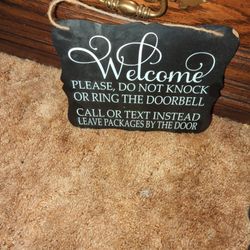 Welcome
PLEASE, DO NOT KNOCK
OR RING THE DOORBELL
CALL OR TEXT INSTEAD
LEAVE PACKAGES BY THE DOOR